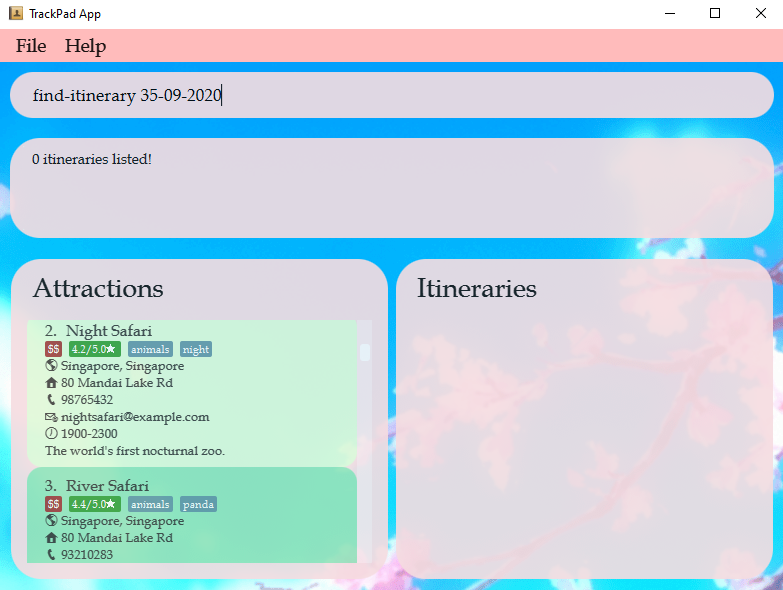 TrackPad App
File Help
find-itinerary 35-09-2020
0 itineraries listed!
Attractions
2. Night Safari
$$ 4.2/5.0★ animals night
Singapore, Singapore
80 Mandai Lake Rd
98765432
nightsafari@example.com
1900-2300
The world's first nocturnal zoo.
3. River Safari
$$ 4.4/5.0★ animals panda
Singapore, Singapore
80 Mandai Lake Rd
93210283
Itineraries